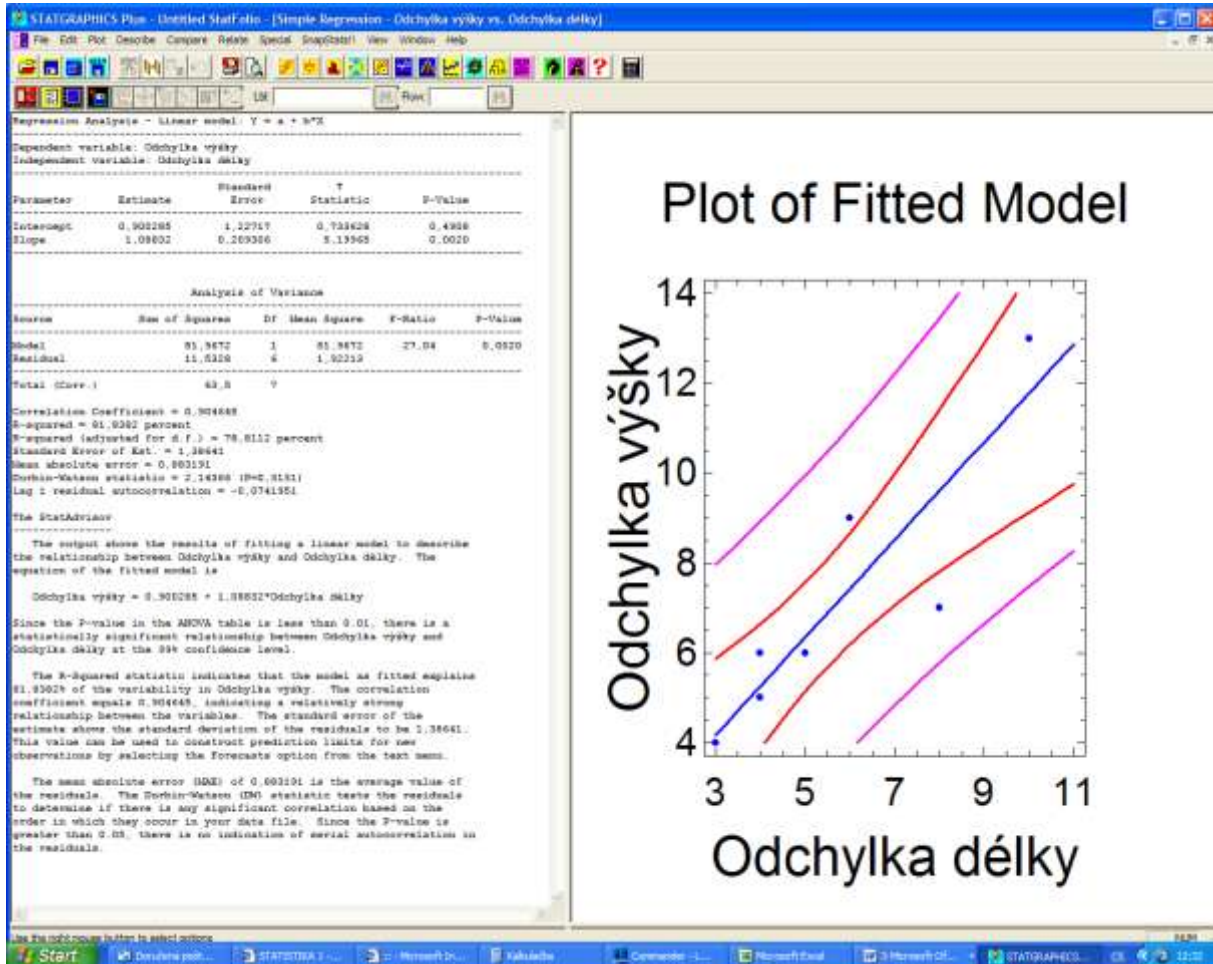 STATGRAPHICS Plus - Untitled StatFolio - [Simple Regression - Odchylka výšky vs. Odchylka délky]
File Edit Plot Describe Compare Relate Special SnapStats!! View Window Help
Row:
Regression Analysis - Linear model: Y = a + b*X
Dependent variable: Odchylka výšky
Independent variable: Odchylka délky
Standard T
Parameter Estimate Error Statistic P-Value
Intercept 0,900285 1,22717 0,733628 0,4908
Slope 1,08832 0,209306 5,19965 0,0020
Analysis of Variance
Source Sum of Squares Df Mean Square F-Ratio P-Value
Model 1 27,04 0,0020
Residual 11,5328 6 1,92213
Total (Corr.) 63,5 7
Correlation Coefficient = 0,904645
R-squared = 81,8382 percent
R-squared (adjusted for d.f.) = 78,8112 percent
Standard Error of Est. = 1,38641
Mean absolute error = 0,883191
Durbin-Watson statistic =
Lag 1 residual autocorrelation = -0,0741951
The StatAdvisor
The output shows the results of fitting a linear model to describe
the relationship between Odchylka výšky and Odchylka délky. The
equation of the fitted model is
Odchylka výšky = 0,900285 + 1,08832*Odchylka délky
Since the P-value in the ANOVA table is less than 0.01, there is a
statistically significant relationship between Odchylka výšky and
Odchylka délky at the 99% confidence level.
The R-Squared statistic indicates that the model as fitted explains
81,8382% of the variability in Odchylka výšky. The correlation
coefficient equals 0,904645, indicating a relatively strong
relationship between the variables. The standard error of the
estimate shows the standard deviation of the residuals to be 1,38641.
This value can be used to construct prediction limits for new
observations by selecting the Forecasts option from the text menu.
The mean absolute error (MAE) of 0,883191 is the average value of
the residuals. The Durbin-Watson (DW) statistic tests the residuals
to determine if there is any significant correlation based on the
order in which they occur in your data file. Since the P-value is
greater than 0.05, there is no indication of serial autocorrelation in
the residuals.
Plot of Fitted Model
14
12
10
8
6
4
Odchylka výšky
3 5 7 9 11
Odchylka délky
Use the right mouse button to select options
NUM
Start Doručená pošt... STATISTIKA 1 -... Kalkulačka Commander - Microsoft Excel 3 Microsoft Of... STATGRAPHICS... CS